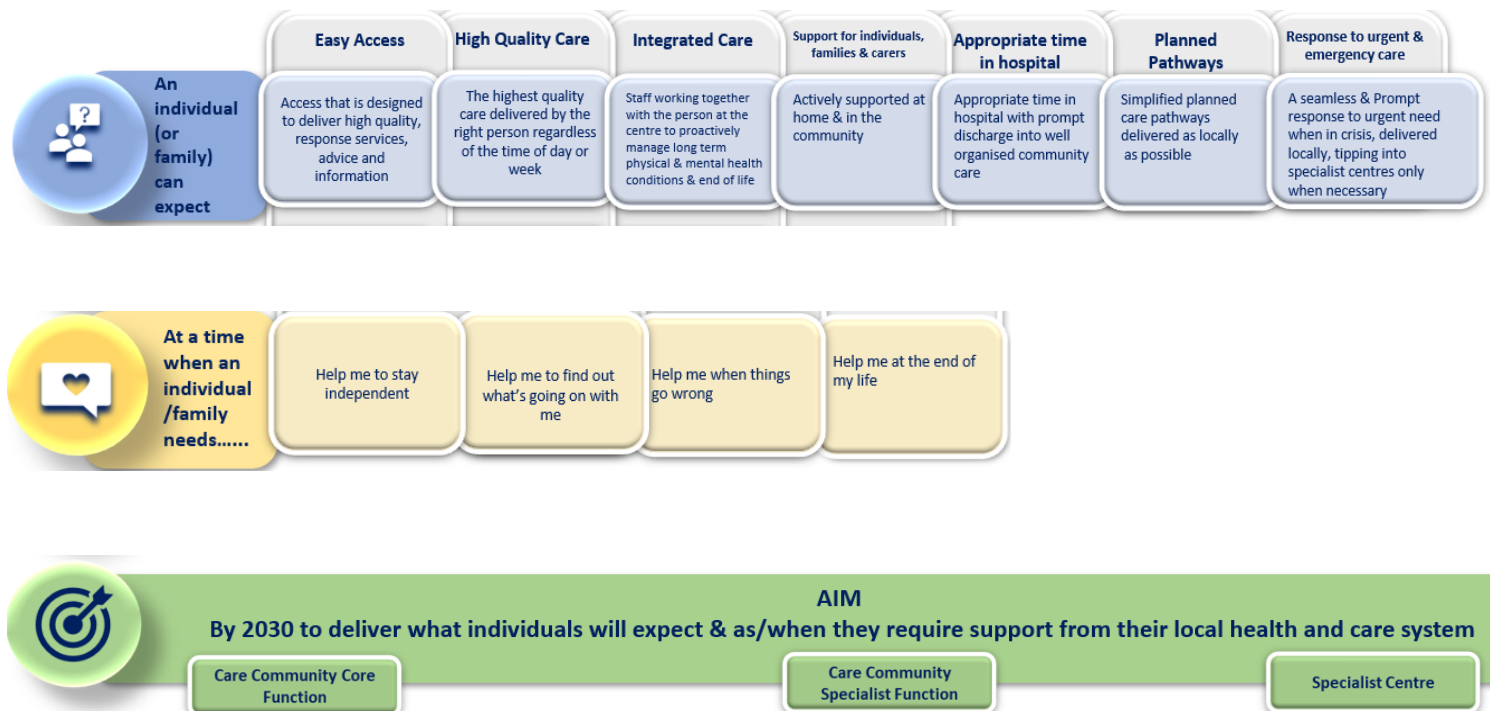 Easy Access
High Quality Care
Integrated Care
Support for individuals,
families & carers
Appropriate time
in hospital
Planned
Pathways
Response to urgent &
emergency care
?
An
individual
(or
family)
can
expect
Access that is designed
to deliver high quality,
response services,
advice and
information
The highest quality
care delivered by the
right person regardless
of the time of day or
week
Staff working together
with the person at the
centre to proactively
manage long term
physical & mental health
conditions & end of life
Actively supported at
home & in the
community
Appropriate time in
hospital with prompt
discharge into well
organised community
care
Simplified planned
care pathways
delivered as locally
as possible
A seamless & Prompt
response to urgent need
when in crisis, delivered
locally, tipping into
specialist centres only
when necessary
At a time
when an
individual
/family
needs......
Help me to stay
independent
Help me to find out
what's going on with
me
Help me when things
go wrong
Help me at the end of
my life
AIM
By 2030 to deliver what individuals will expect & as/when they require support from their local health and care system
Care Community Core
Function
Care Community
Specialist Function
Specialist Centre